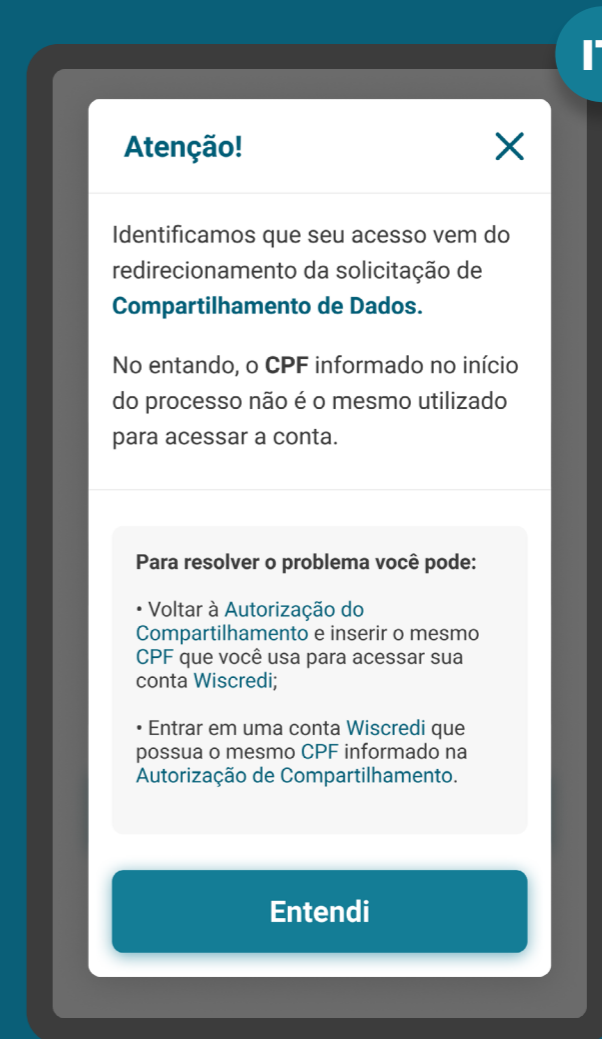 IT
Atenção!
Identificamos que seu acesso vem do
redirecionamento da solicitação de
Compartilhamento de Dados.
No entando, o CPF informado no início
do processo não é o mesmo utilizado
para acessar a conta.
Para resolver o problema você pode:
• Voltar à Autorização do
Compartilhamento e inserir o mesmo
CPF que você usa para acessar sua
conta Wiscredi;
• Entrar em uma conta Wiscredi que
possua o mesmo CPF informado na
Autorização de Compartilhamento.
Entendi